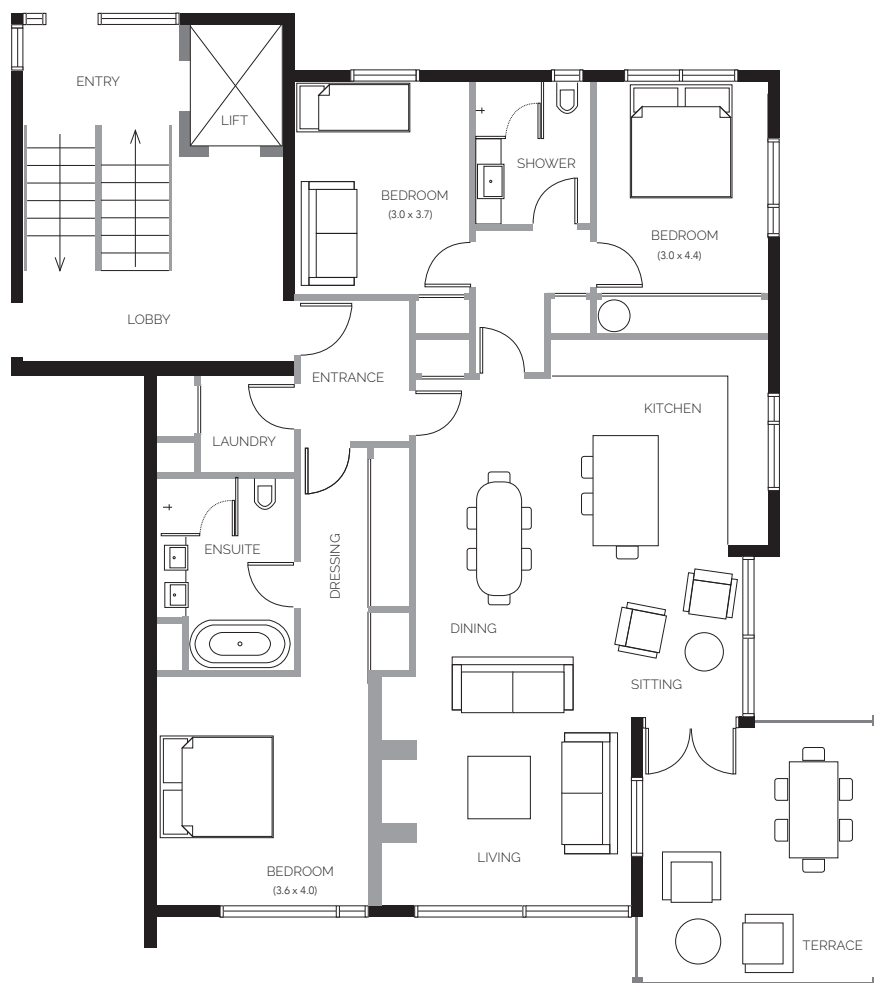 ENTRY
LIFT
SHOWER
BEDROOM
(3.0 x 3.7)
BEDROOM
(3.0 x 4.4)
LOBBY
ENTRANCE
KITCHEN
LAUNDRY
ENSUITE
DRESSING
DINING
SITTING
LIVING
BEDROOM
(3.6 x 4.0)
TERRACE